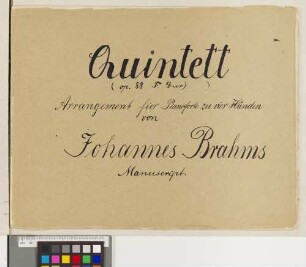 Quintett
(op. 88 F Dur)
Arrangement für Pianoforte zu vier Händen
von
Johannes Brahms
Manuscript.